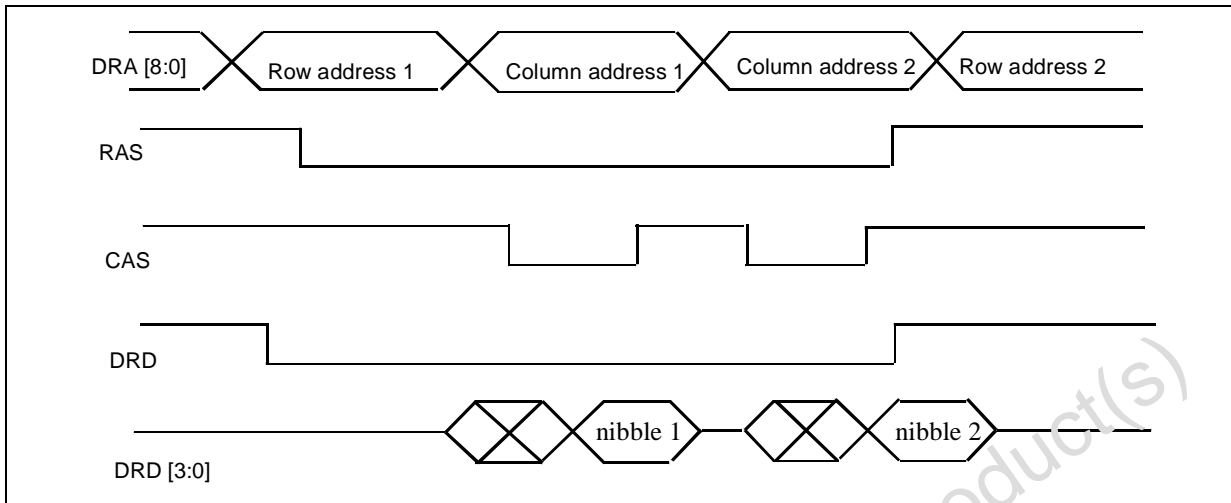 DRA [8:0] Row address 1 Column address 1 Column address 2 Row address 2
RAS
CAS
DRD
nibble 1 nibble 2
DRD [3:0]
oduct(s)